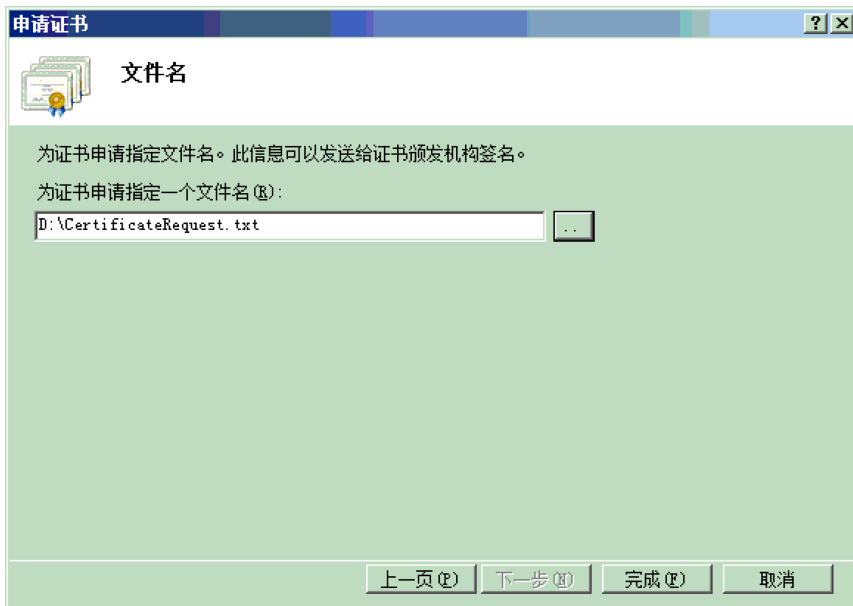 申请证书
文件名
为证书申请指定文件名。此信息可以发送给证书颁发机构签名。
为证书申请指定一个文件名(R):
D:\CertificateRequest.txt
..
上一页(P) 下一步(N) 完成(F) 取消